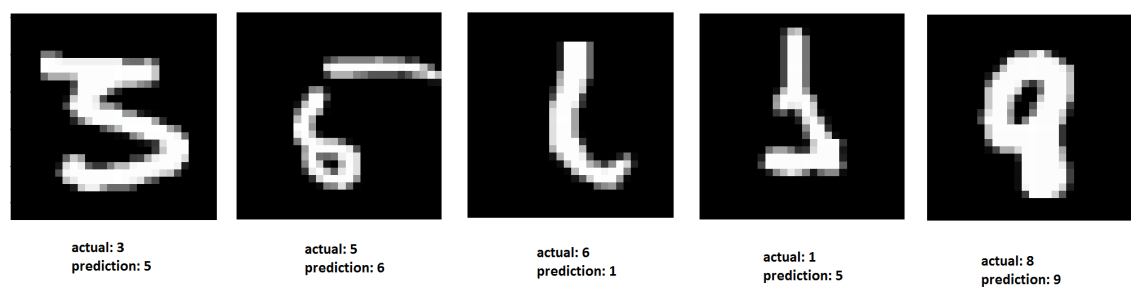 actual: 3
prediction: 5
actual: 5
prediction: 6
actual: 6
prediction: 1
actual: 1
prediction: 5
actual: 8
prediction: 9